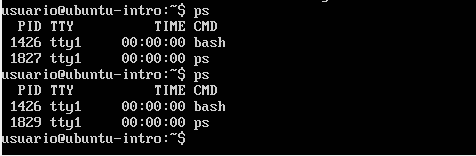 usuario@ubuntu-intro:~$ ps
PID TTY TIME CMD
1426 tty1 00:00:00 bash
1827 tty1 00:00:00 ps
usuario@ubuntu-intro:~$ ps
PID TTY TIME CMD
1426 tty1 00:00:00 bash
1829 tty1 00:00:00 ps
usuario@ubuntu-intro:~$